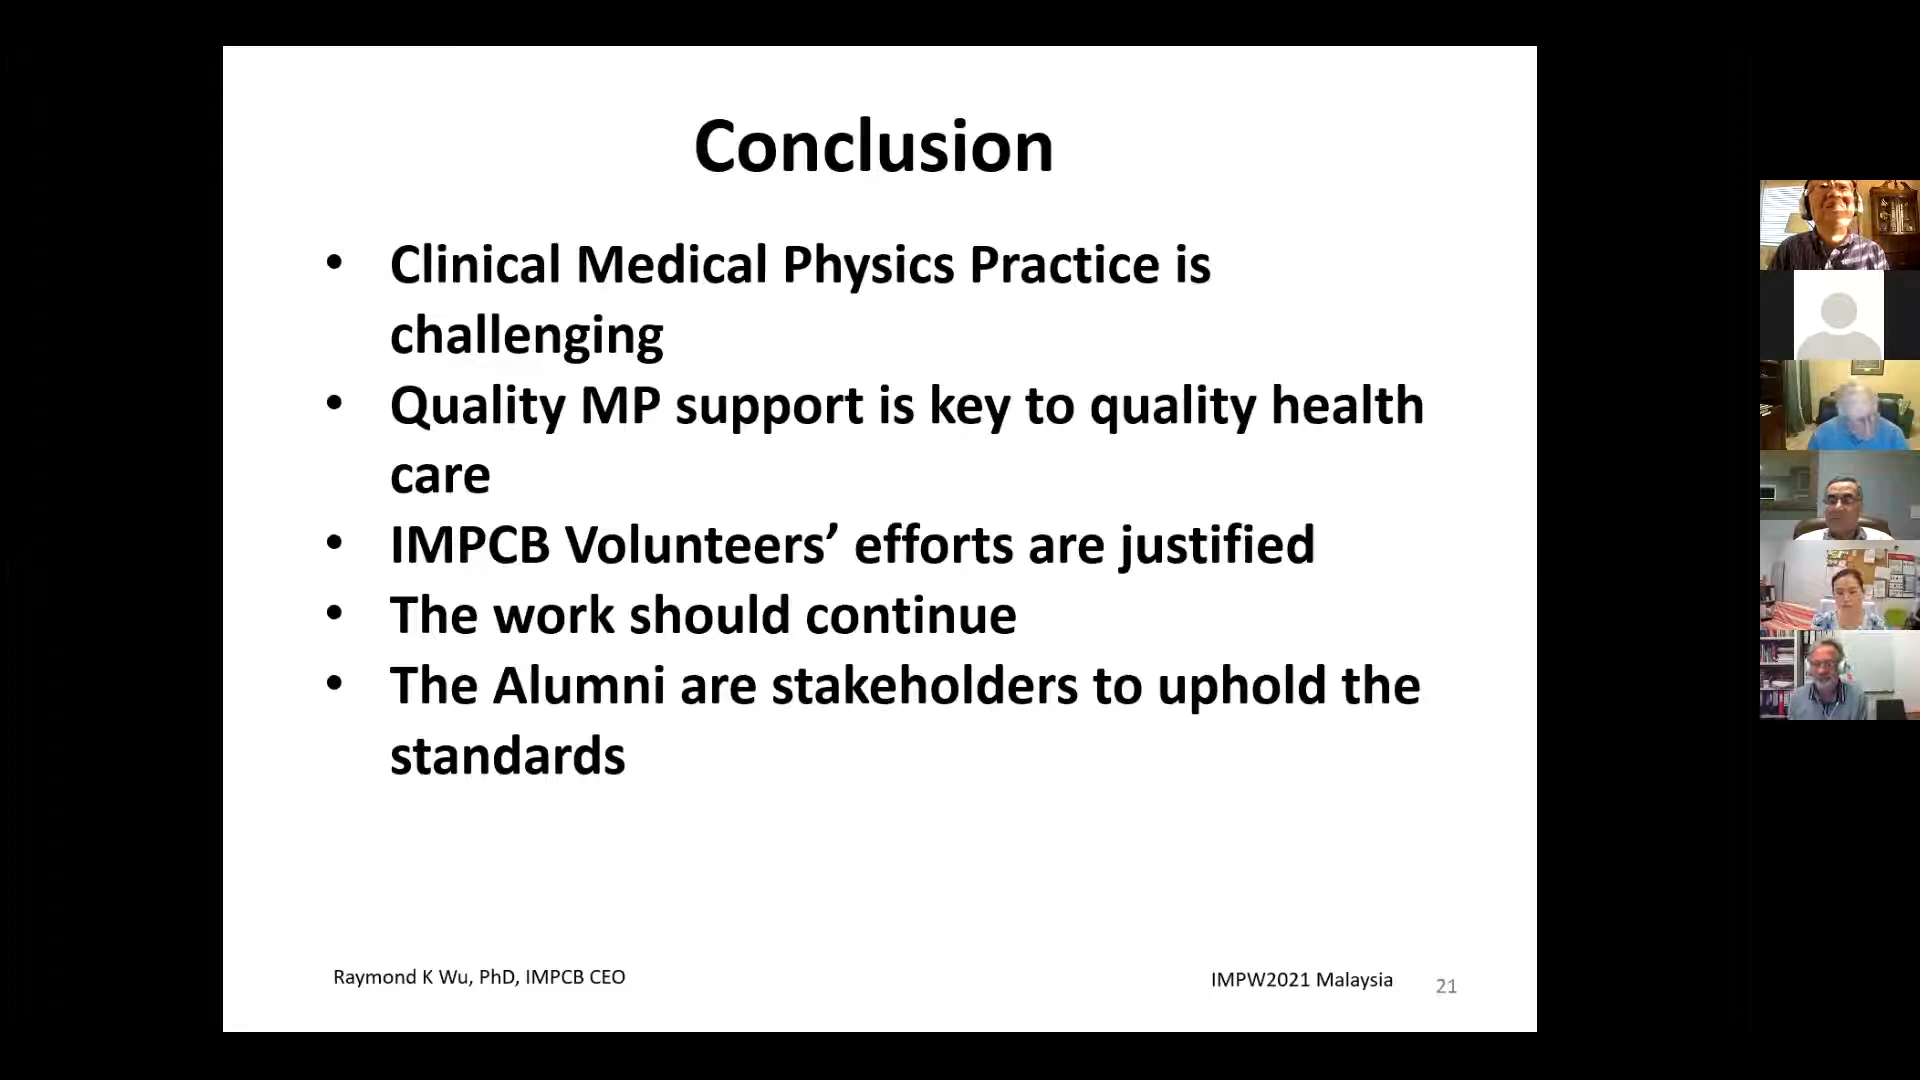 Conclusion
• Clinical Medical Physics Practice is
challenging
• Quality MP support is key to quality health
care
• IMPCB Volunteers’ efforts are justified
• The work should continue
• The Alumni are stakeholders to uphold the
standards
Raymond K Wu, PhD, IMPCB CEO
IMPW2021 Malaysia
21